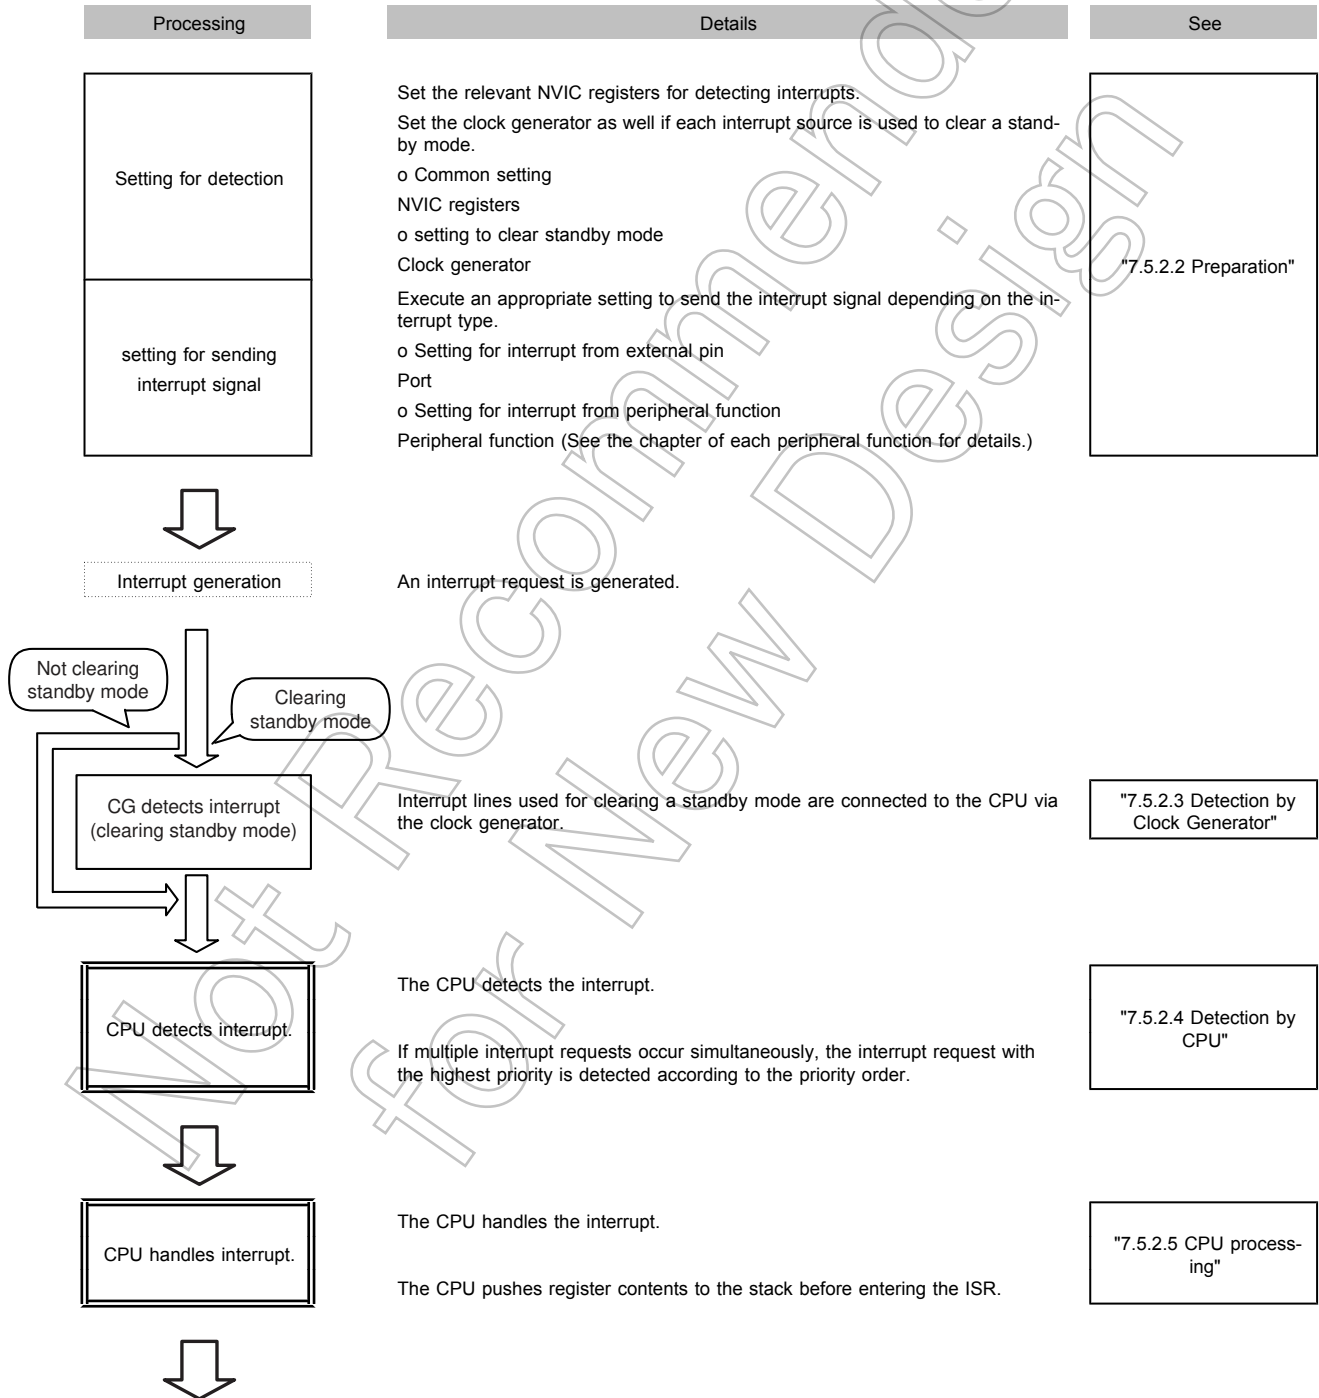 Processing
Details
See
Setting for detection
Set the relevant NVIC registers for detecting interrupts.
Set the clock generator as well if each interrupt source is used to clear a stand-
by mode.
o Common setting
NVIC registers
o setting to clear standby mode
Clock generator
"7.5.2.2 Preparation"
setting for sending
interrupt signal
Execute an appropriate setting to send the interrupt signal depending on the in-
terrupt type.
o Setting for interrupt from external pin
Port
o Setting for interrupt from peripheral function
Peripheral function (See the chapter of each peripheral function for details.)
Interrupt generation
An interrupt request is generated.
Not clearing
standby mode
Clearing
standby mode
CG detects interrupt
(clearing standby mode)
Interrupt lines used for clearing a standby mode are connected to the CPU via
the clock generator.
"7.5.2.3 Detection by
Clock Generator"
CPU detects interrupt.
The CPU detects the interrupt.
If multiple interrupt requests occur simultaneously, the interrupt request with
the highest priority is detected according to the priority order.
"7.5.2.4 Detection by
CPU"
CPU handles interrupt.
The CPU handles the interrupt.
The CPU pushes register contents to the stack before entering the ISR.
"7.5.2.5 CPU process-
ing"
Not Recommende
for New Design